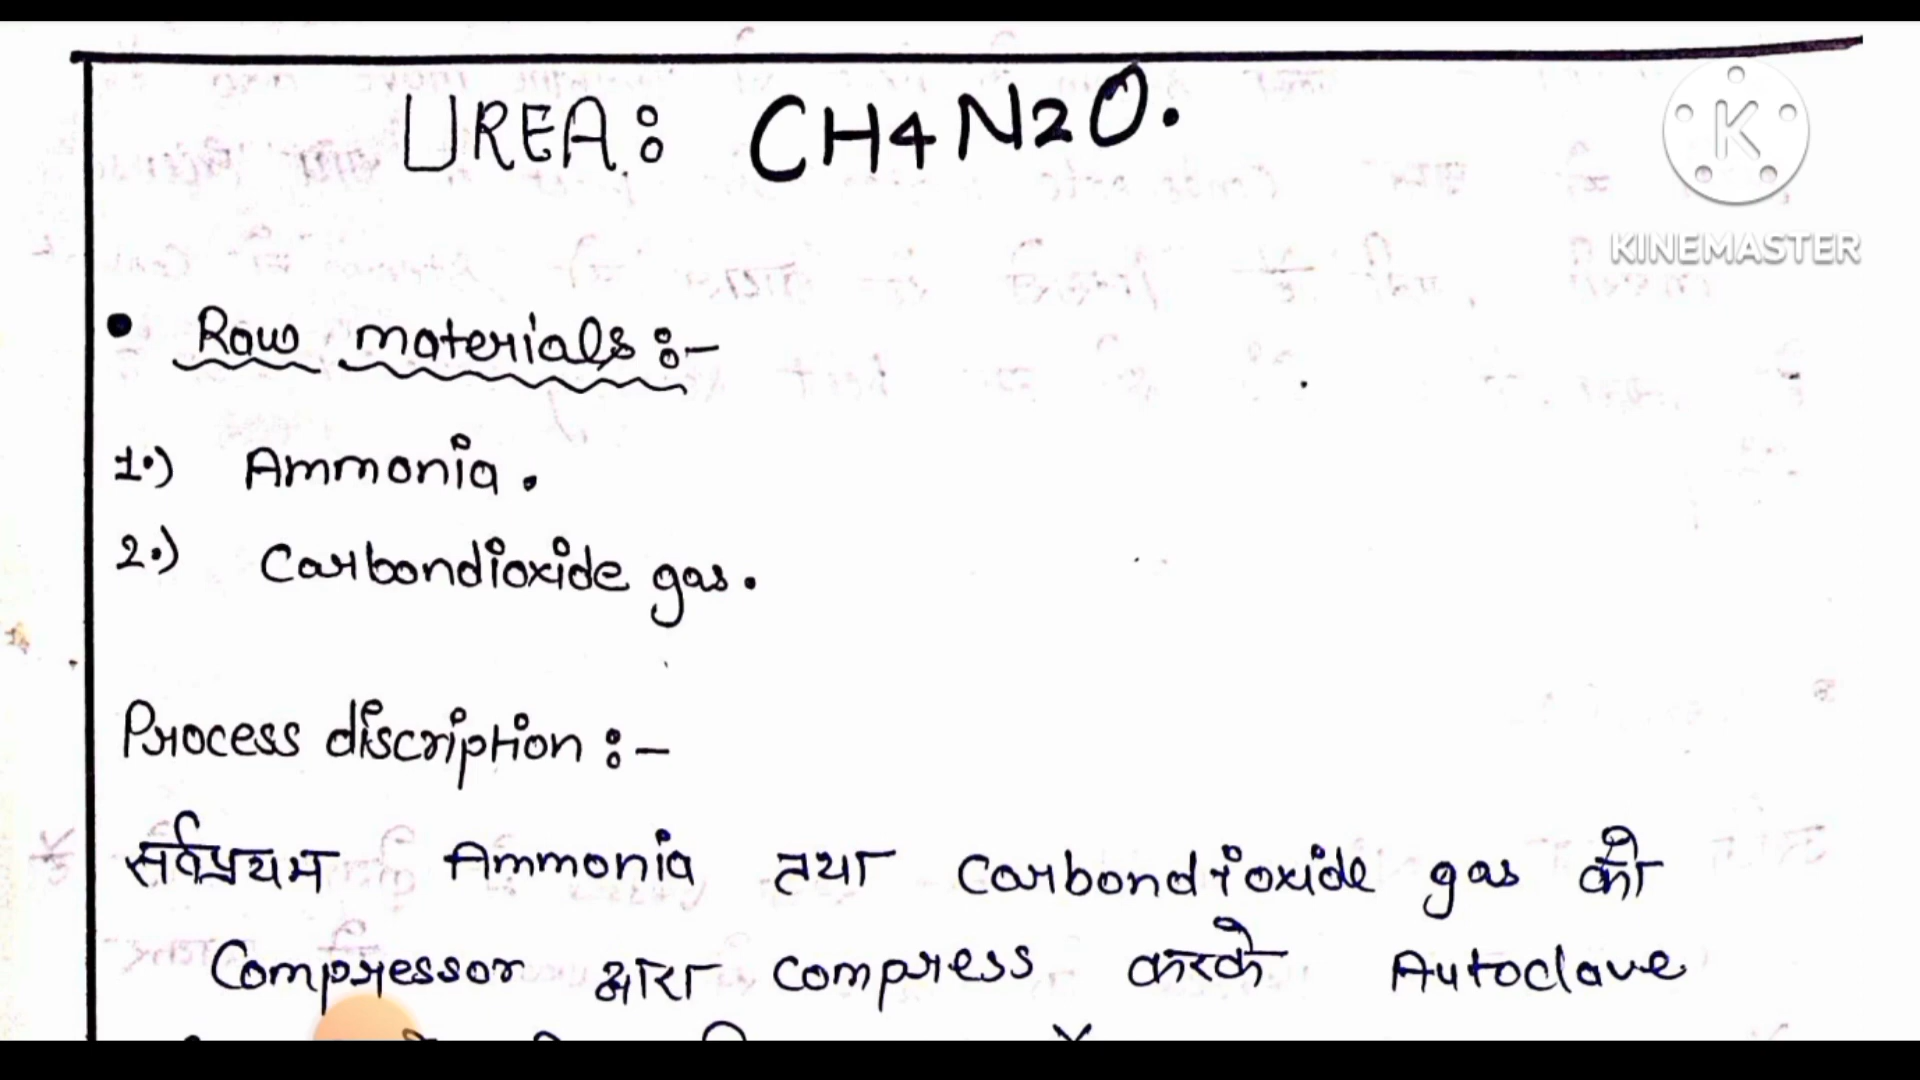 UREA: CH4N2O.
KINEMASTER
• Raw materials :-
1.) Ammonia.
2.) Carbondioxide gas.
Process discription :-
सर्वप्रथम Ammonia तथा Carbondioxide gas को
Compressor द्वारा compress करके Autoclave